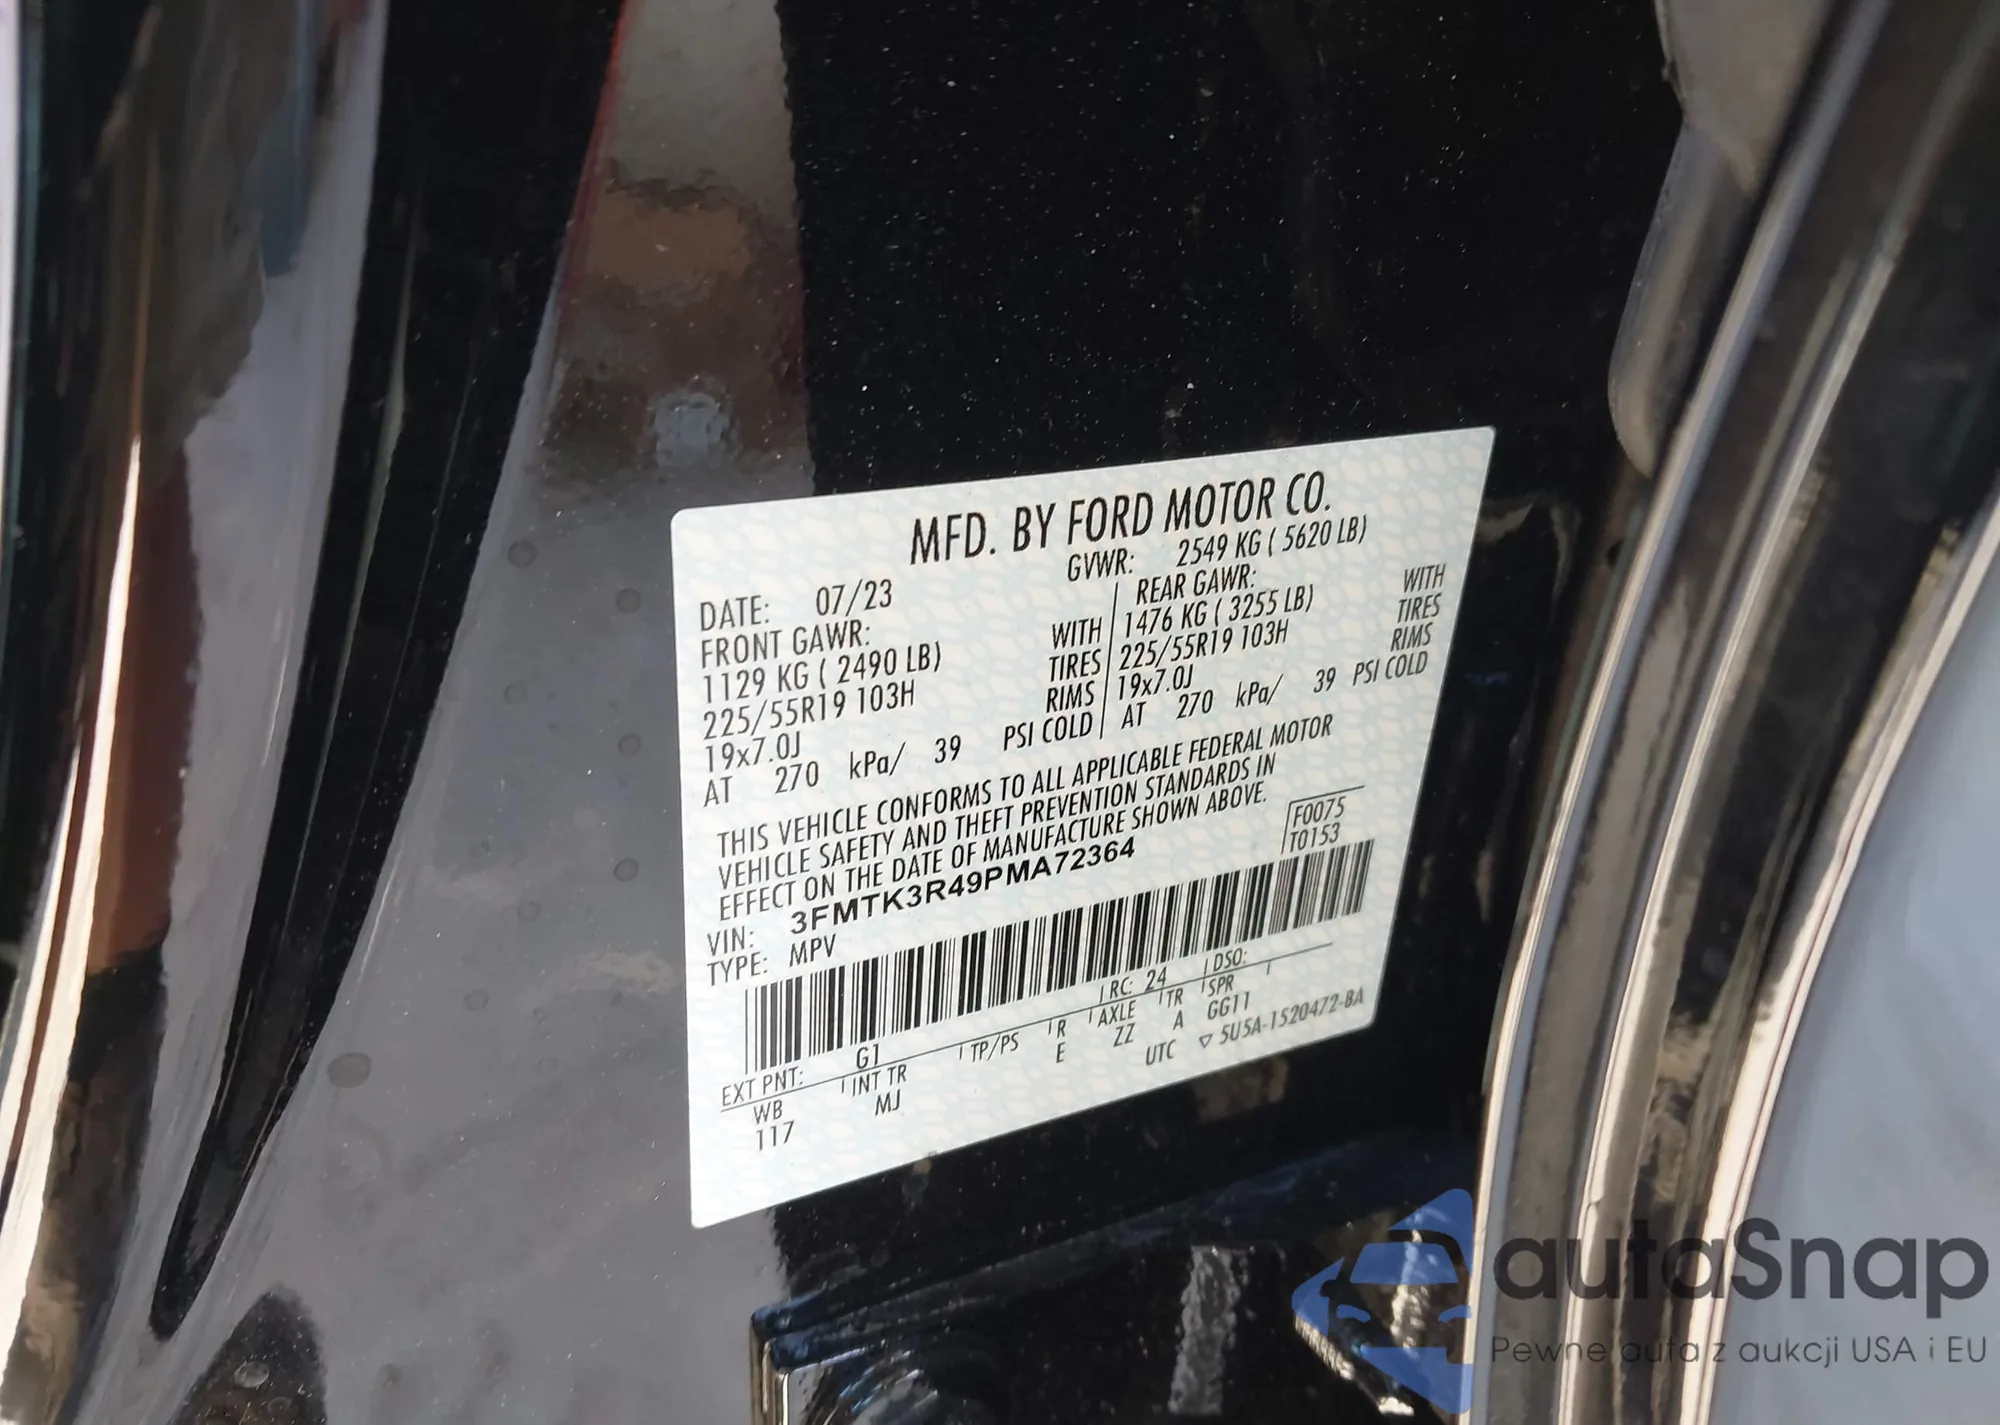 MFD. BY FORD MOTOR CO.
DATE: 07/23 GVWR: 2549 KG ( 5620 LB)
FRONT GAWR: REAR GAWR:
1129 KG ( 2490 LB) WITH 1476 KG ( 3255 LB) WITH
225/55R19 103H TIRES 225/55R19 103H TIRES
19x7.0J RIMS 19x7.0J RIMS
AT 270 kPa/ 39 PSI COLD AT 270 kPa/ 39 PSI COLD
THIS VEHICLE CONFORMS TO ALL APPLICABLE FEDERAL MOTOR
VEHICLE SAFETY AND THEFT PREVENTION STANDARDS IN
EFFECT ON THE DATE OF MANUFACTURE SHOWN ABOVE.
F0075
T0153
VIN: 3FMTK3R49PMA72364
TYPE: MPV
EXT PNT: G1 RC: 24 DSO:
WB INT TR TP/PS R AXLE TR SPR
117 MJ E ZZ A GG11
UTC ▽ 5U5A-1520472-BA
autaSnap
Pewne auta z aukcji USA i EU